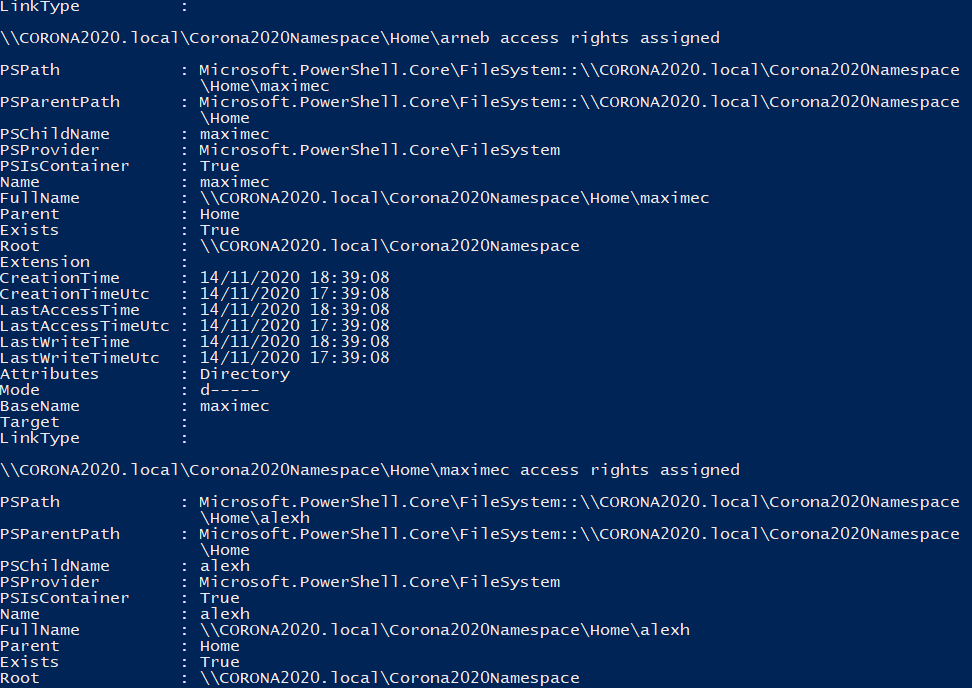 LinkType           :
\\CORONA2020.local\Corona2020Namespace\Home\arneb access rights assigned
PSPath            : Microsoft.PowerShell.Core\FileSystem::\\CORONA2020.local\Corona2020Namespace
\Home\maximec
PSParentPath      : Microsoft.PowerShell.Core\FileSystem::\\CORONA2020.local\Corona2020Namespace
\Home
PSChildName       : maximec
PSProvider        : Microsoft.PowerShell.Core\FileSystem
PSIsContainer     : True
Name              : maximec
FullName          : \\CORONA2020.local\Corona2020Namespace\Home\maximec
Parent            : Home
Exists            : True
Root              : \\CORONA2020.local\Corona2020Namespace
Extension         :
CreationTime      : 14/11/2020 18:39:08
CreationTimeUtc   : 14/11/2020 17:39:08
LastAccessTime    : 14/11/2020 18:39:08
LastAccessTimeUtc : 14/11/2020 17:39:08
LastWriteTime     : 14/11/2020 18:39:08
LastWriteTimeUtc  : 14/11/2020 17:39:08
Attributes        : Directory
Mode              : d-----
BaseName          : maximec
Target            :
LinkType          :
\\CORONA2020.local\Corona2020Namespace\Home\maximec access rights assigned
PSPath            : Microsoft.PowerShell.Core\FileSystem::\\CORONA2020.local\Corona2020Namespace
\Home\alexh
PSParentPath      : Microsoft.PowerShell.Core\FileSystem::\\CORONA2020.local\Corona2020Namespace
\Home
PSChildName       : alexh
PSProvider        : Microsoft.PowerShell.Core\FileSystem
PSIsContainer     : True
Name              : alexh
FullName          : \\CORONA2020.local\Corona2020Namespace\Home\alexh
Parent            : Home
Exists            : True
Root              : \\CORONA2020.local\Corona2020Namespace